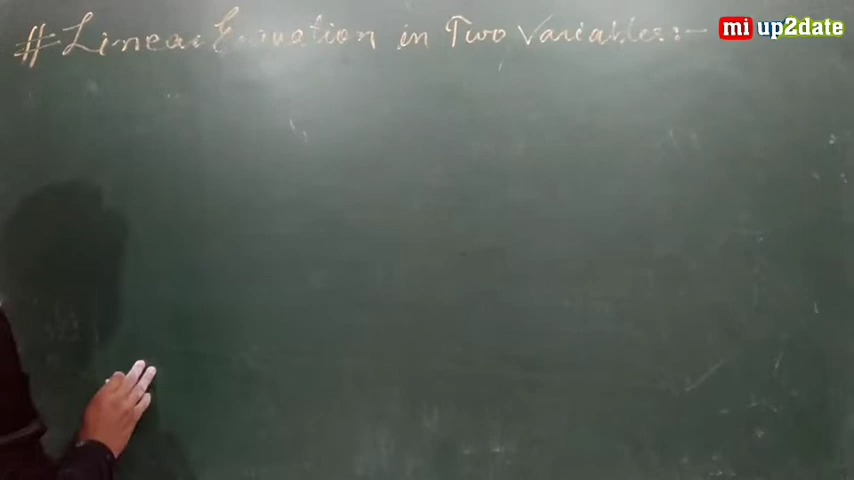 # Linear Equation in Two Variables:-
mi up2date